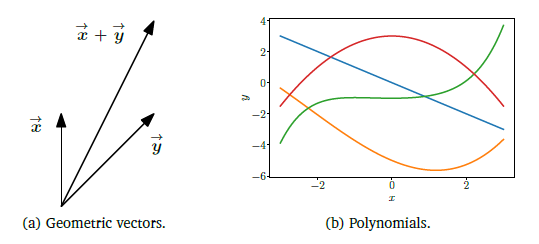 x⃗ + y⃗
x⃗
y⃗
(a) Geometric vectors.
4
2
0
−2
−4
−6
y
−2
0
2
x
(b) Polynomials.